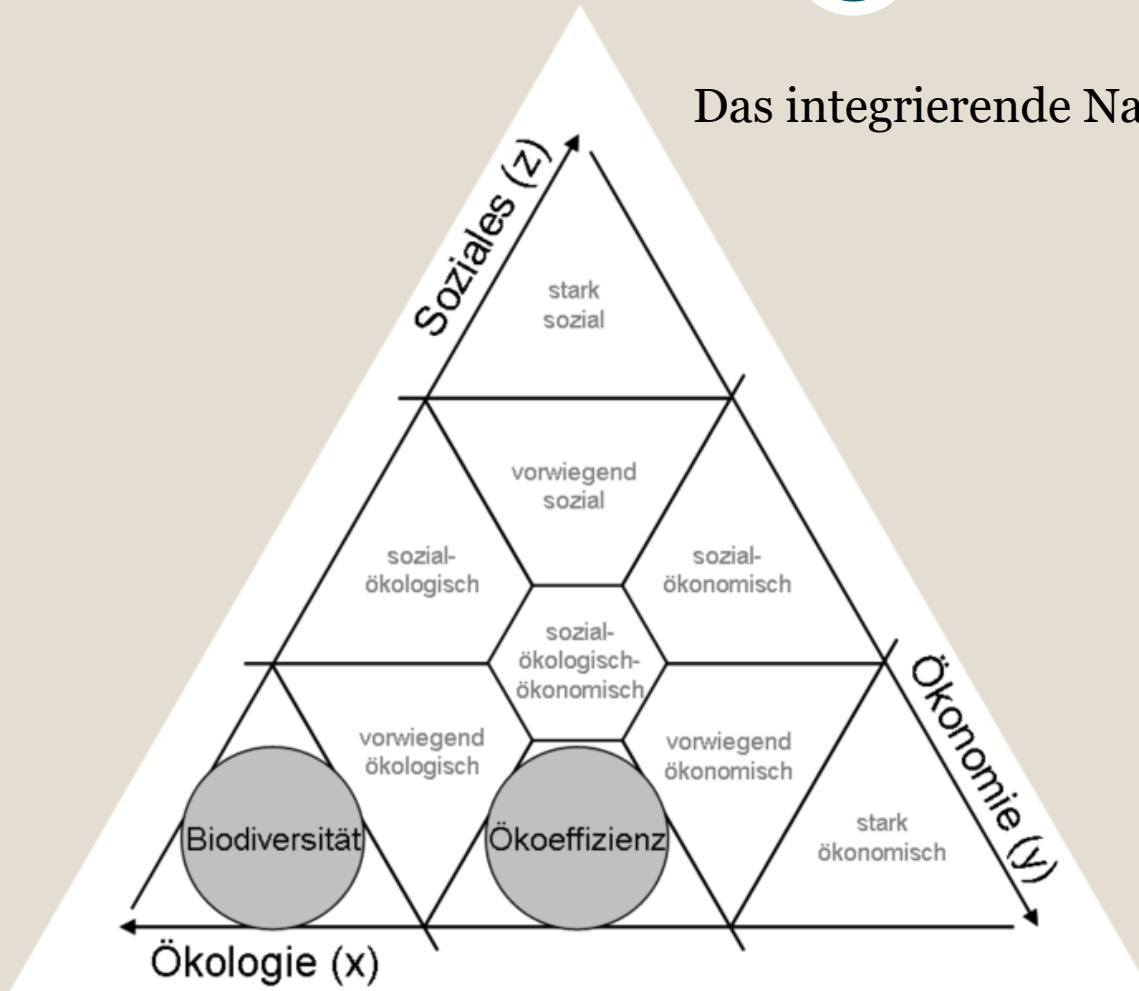 Das integrierende Na
Soziales (z)
stark
sozial
vorwiegend
sozial
sozial-
ökologisch
sozial-
ökonomisch
sozial-
ökologisch-
ökonomisch
vorwiegend
ökologisch
vorwiegend
ökonomisch
Ökonomie (y)
Biodiversität
Ökoeffizienz
stark
ökonomisch
Ökologie (x)